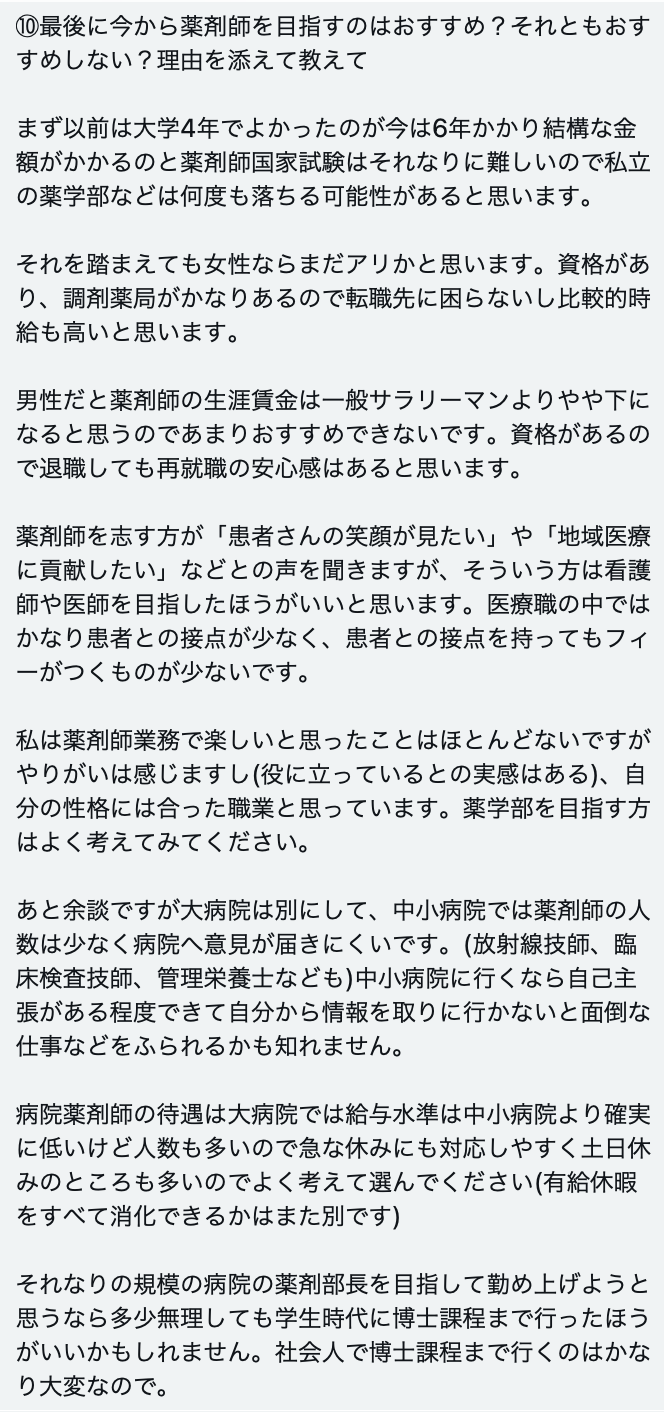 ⑩最後に今から薬剤師を目指すのはおすすめ？それともおす
すめしない？理由を添えて教えて
まず以前は大学4年でよかったのが今は6年かかり結構な金
額がかかるのと薬剤師国家試験はそれなりに難しいので私立
の薬学部などは何度も落ちる可能性があると思います。
それを踏まえても女性ならまだアリかと思います。資格があ
り、調剤薬局がかなりあるので転職先に困らないし比較的時
給も高いと思います。
男性だと薬剤師の生涯賃金は一般サラリーマンよりやや下に
なると思うのであまりおすすめできないです。資格があるの
で退職しても再就職の安心感はあると思います。
薬剤師を志す方が「患者さんの笑顔が見たい」や「地域医療
に貢献したい」などとの声を聞きますが、そういう方は看護
師や医師を目指したほうがいいと思います。医療職の中では
かなり患者との接点が少なく、患者との接点を持ってもフィ
ーがつくものが少ないです。
私は薬剤師業務で楽しいと思ったことはほとんどないですが
やりがいは感じますし(役に立っているとの実感はある)、自
分の性格には合った職業と思っています。薬学部を目指す方
はよく考えてみてください。
あと余談ですが大病院は別にして、中小病院では薬剤師の人
数は少なく病院へ意見が届きにくいです。(放射線技師、臨
床検査技師、管理栄養士なども)中小病院に行くなら自己主
張がある程度できて自分から情報を取りに行かないと面倒な
仕事などをふられるかも知れません。
病院薬剤師の待遇は大病院では給与水準は中小病院より確実
に低いけど人数も多いので急な休みにも対応しやすく土日休
みのところも多いのでよく考えて選んでください(有給休暇
をすべて消化できるかはまた別です)
それなりの規模の病院の薬剤部長を目指して勤め上げようと
思うなら多少無理しても学生時代に博士課程まで行ったほう
がいいかもしれません。社会人で博士課程まで行くのはかな
り大変なので。